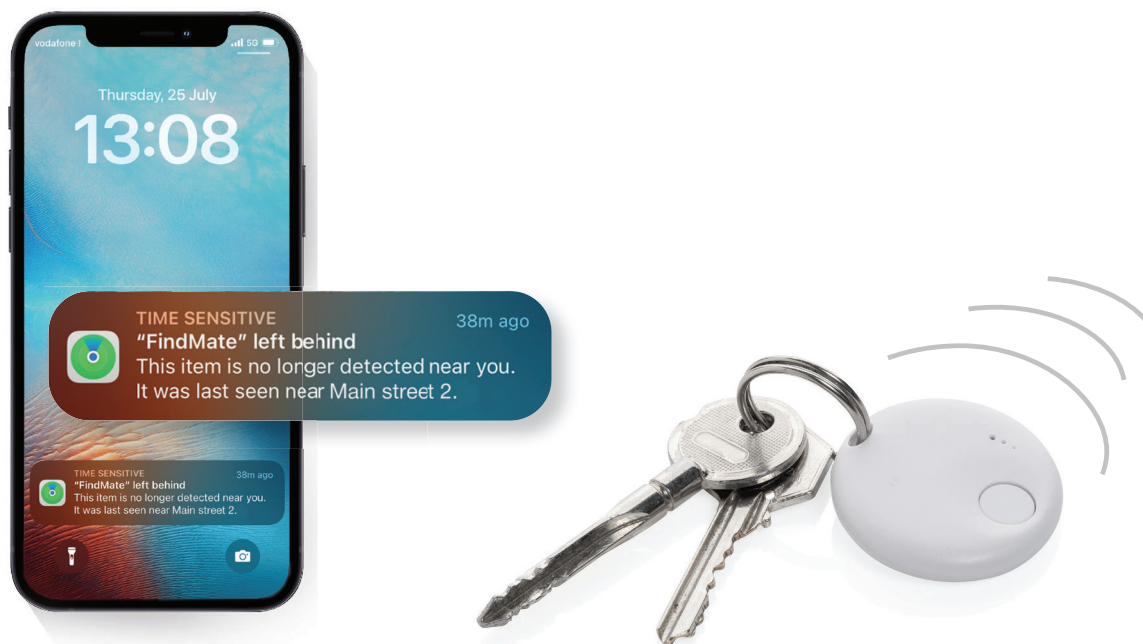 vodafone
5G
Thursday, 25 July
13:08
TIME SENSITIVE
38m ago
“FindMate” left behind
This item is no longer detected near you.
It was last seen near Main street 2.
TIME SENSITIVE
38m ago
“FindMate” left behind
This item is no longer detected near you.
It was last seen near Main street 2.